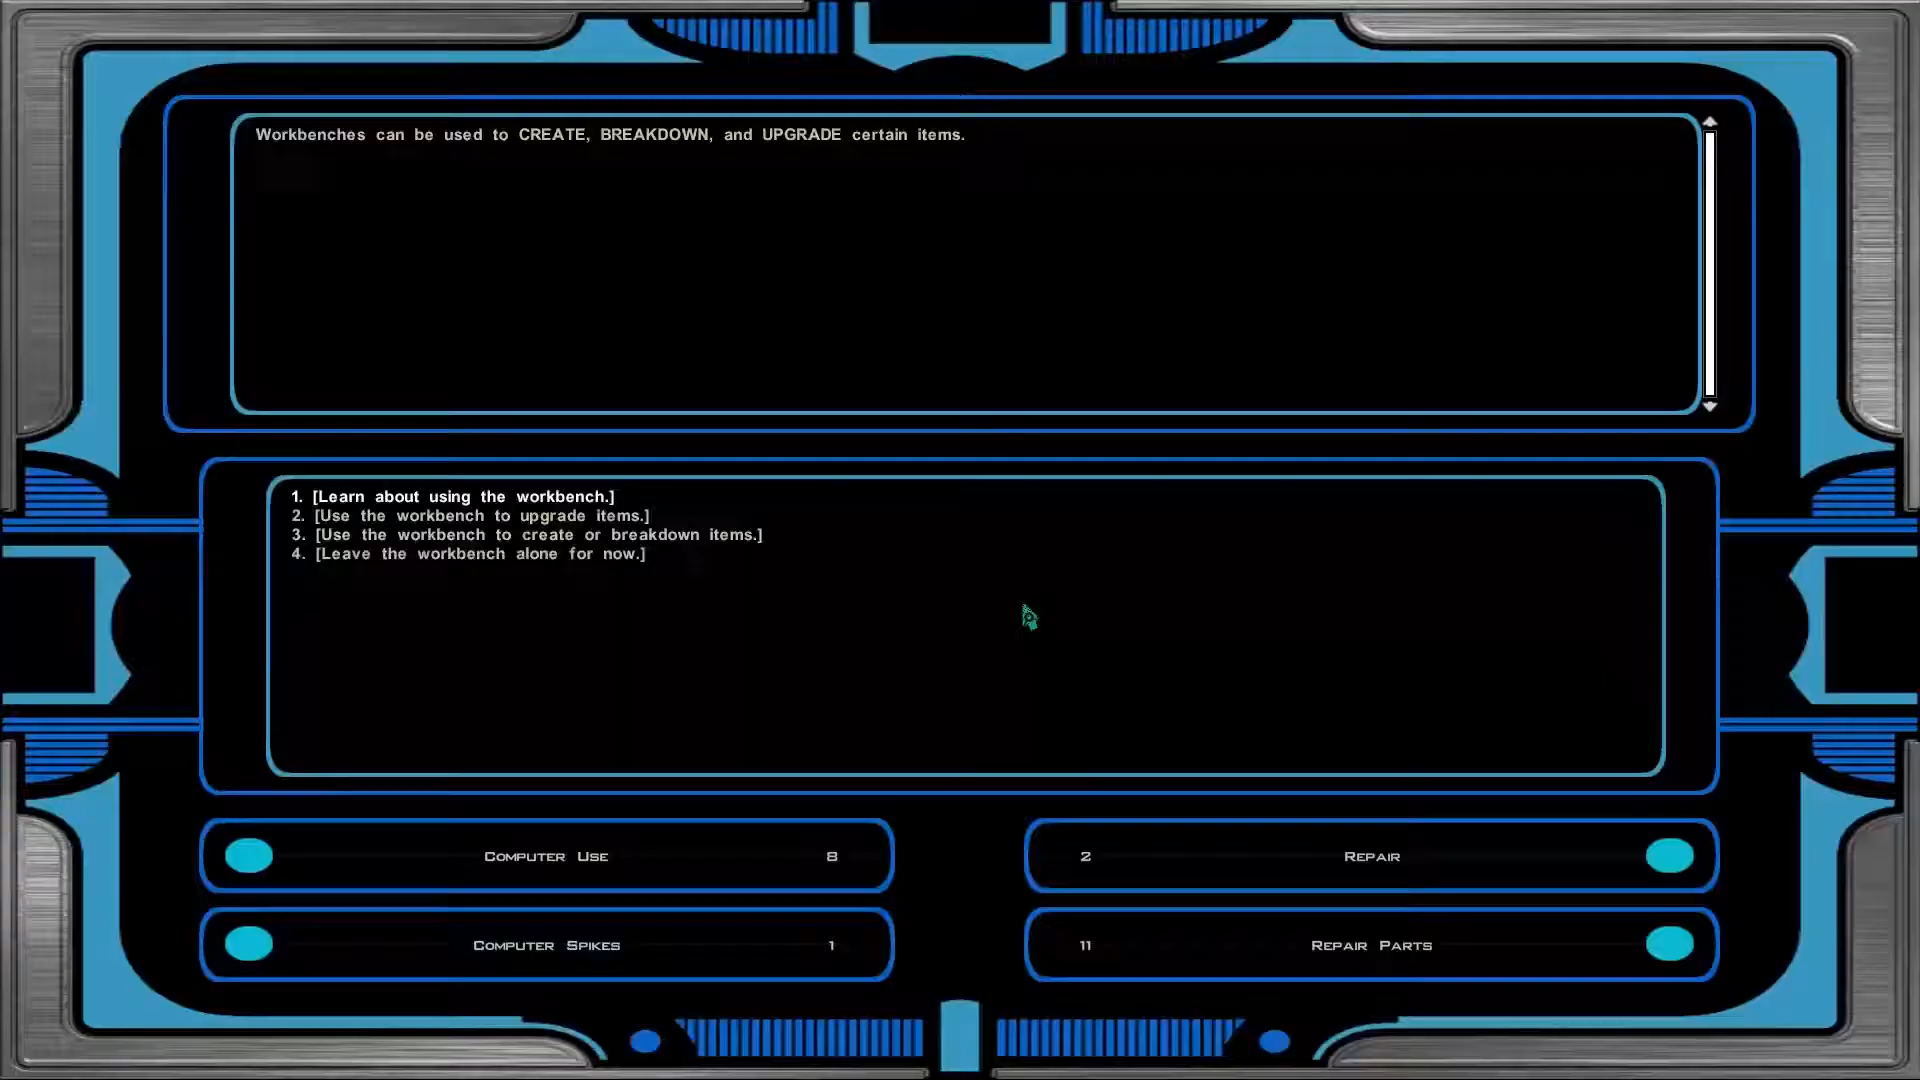 Workbenches can be used to CREATE, BREAKDOWN, and UPGRADE certain items.
1. [Learn about using the workbench.]
2. [Use the workbench to upgrade items.]
3. [Use the workbench to create or breakdown items.]
4. [Leave the workbench alone for now.]
Computer Use 8
2 Repair
Computer Spikes 1
11 Repair Parts